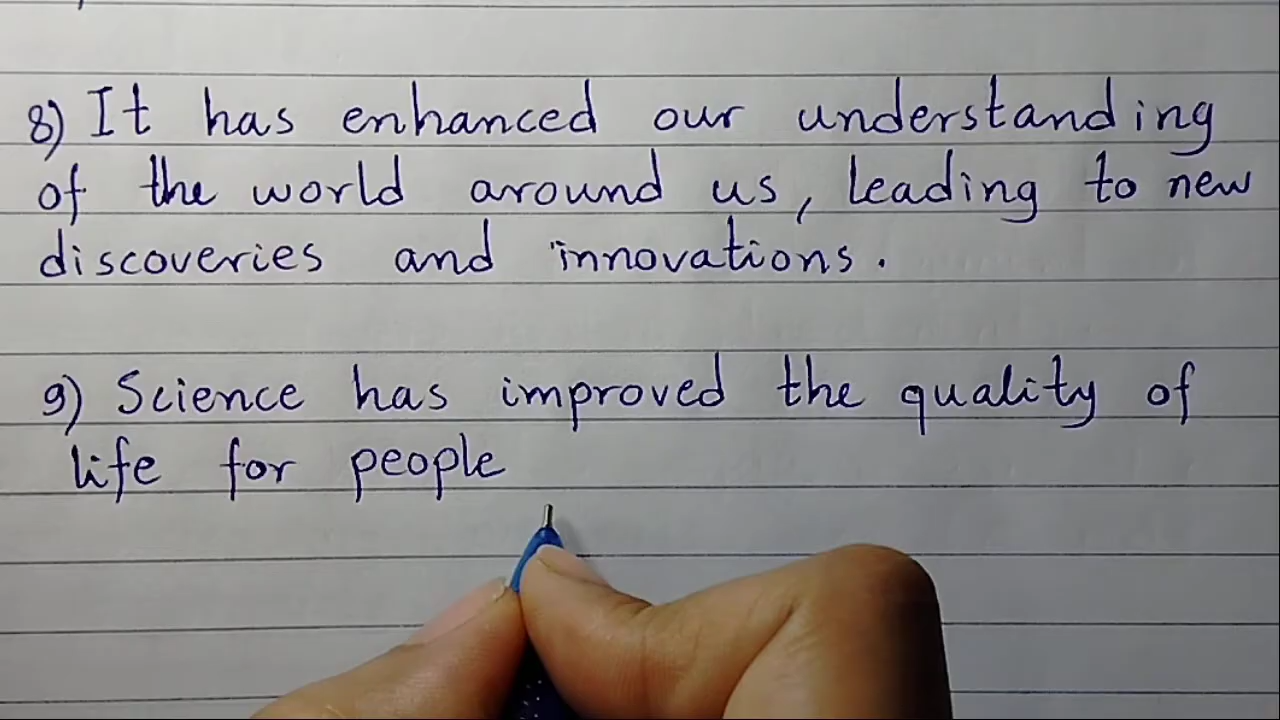 8) It has enhanced our understanding
of the world around us, leading to new
discoveries and innovations.
9) Science has improved the quality of
life for people